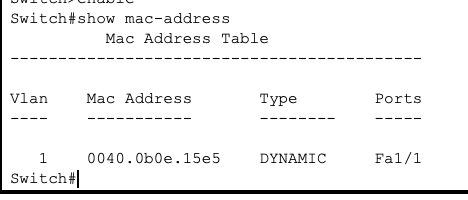 Switch>enable
Switch#show mac-address
Mac Address Table
-------------------------------------------
Vlan    Mac Address       Type        Ports
----    -----------       --------    -----
1    0040.0b0e.15e5    DYNAMIC     Fa1/1
Switch#